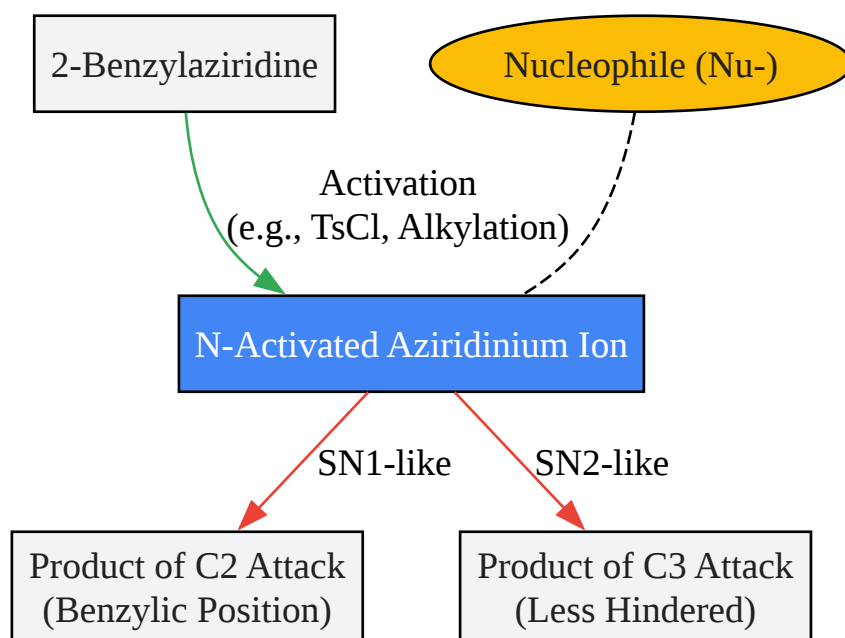 2-Benzylaziridine
Nucleophile (Nu-)
Activation
(e.g., TsCl, Alkylation)
N-Activated Aziridinium Ion
SN1-like
SN2-like
Product of C2 Attack
(Benzylic Position)
Product of C3 Attack
(Less Hindered)